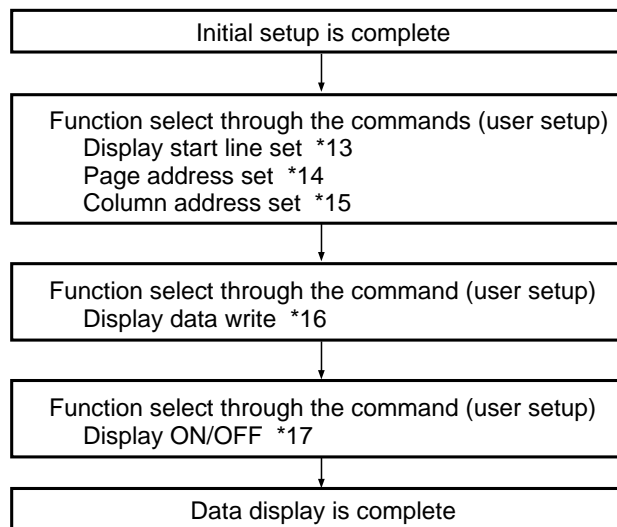 Initial setup is complete
Function select through the commands (user setup)
Display start line set *13
Page address set *14
Column address set *15
Function select through the command (user setup)
Display data write *16
Function select through the command (user setup)
Display ON/OFF *17
Data display is complete